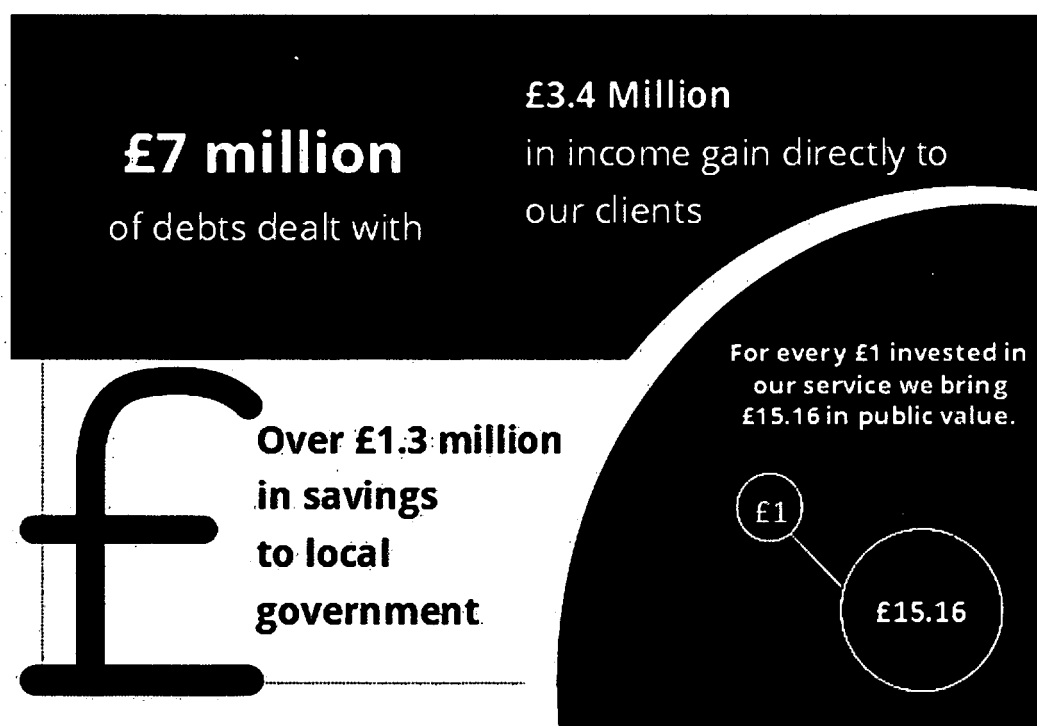 £7 million
of debts dealt with
£3.4 Million
in income gain directly to
our clients
£
Over £1.3 million
in savings
to local
government
For every £1 invested in
our service we bring
£15.16 in public value.
£1
£15.16